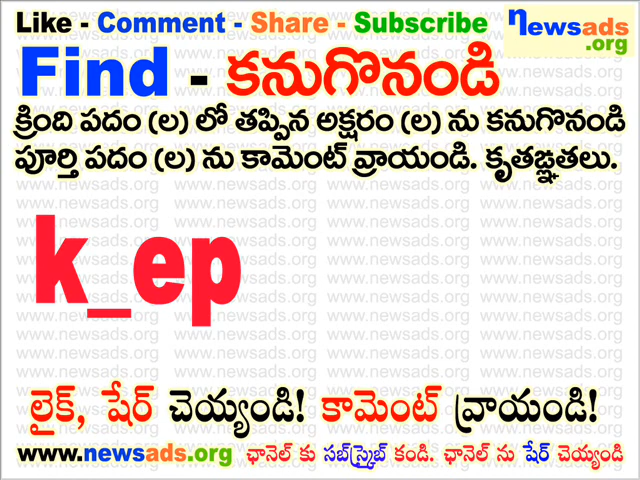 Like - Comment - Share - Subscribe
newsads
.org
Find - కనుగొనండి
క్రింది పదం (ల) లో తప్పిన అక్షరం (ల) ను కనుగొనండి
పూర్తి పదం (ల) ను కామెంట్ వ్రాయండి. కృతఙ్ఞతలు.
k_ep
లైక్, షేర్ చెయ్యండి! కామెంట్ వ్రాయండి!
www.newsads.org ఛానెల్ కు సబ్‌స్క్రైబ్ కండి. ఛానెల్ ను షేర్ చెయ్యండి